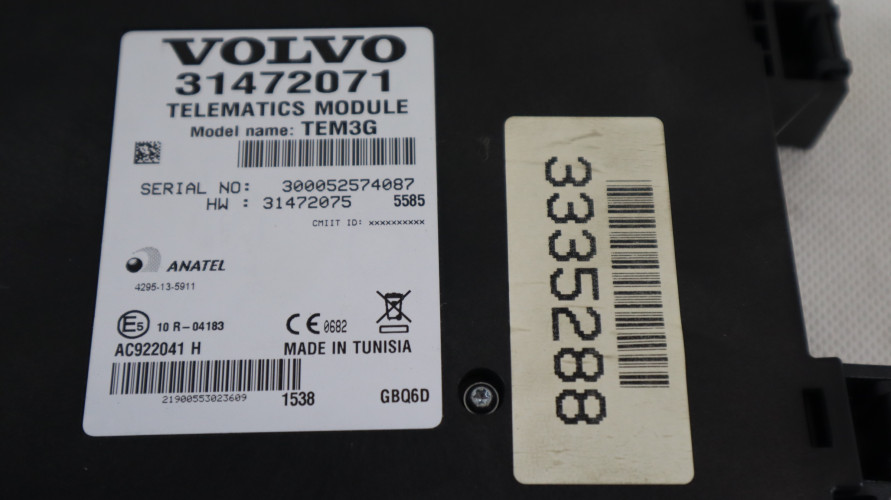 VOLVO
31472071
TELEMATICS MODULE
Model name: TEM3G
SERIAL NO: 300052574087
HW : 31472075 5585
CMIIT ID: xxxxxxxxxx
ANATEL
4295-13-5911
E5 10 R-04183
CE 0682
AC922041 H MADE IN TUNISIA
21900553023609 1538 GBQ6D
3335288